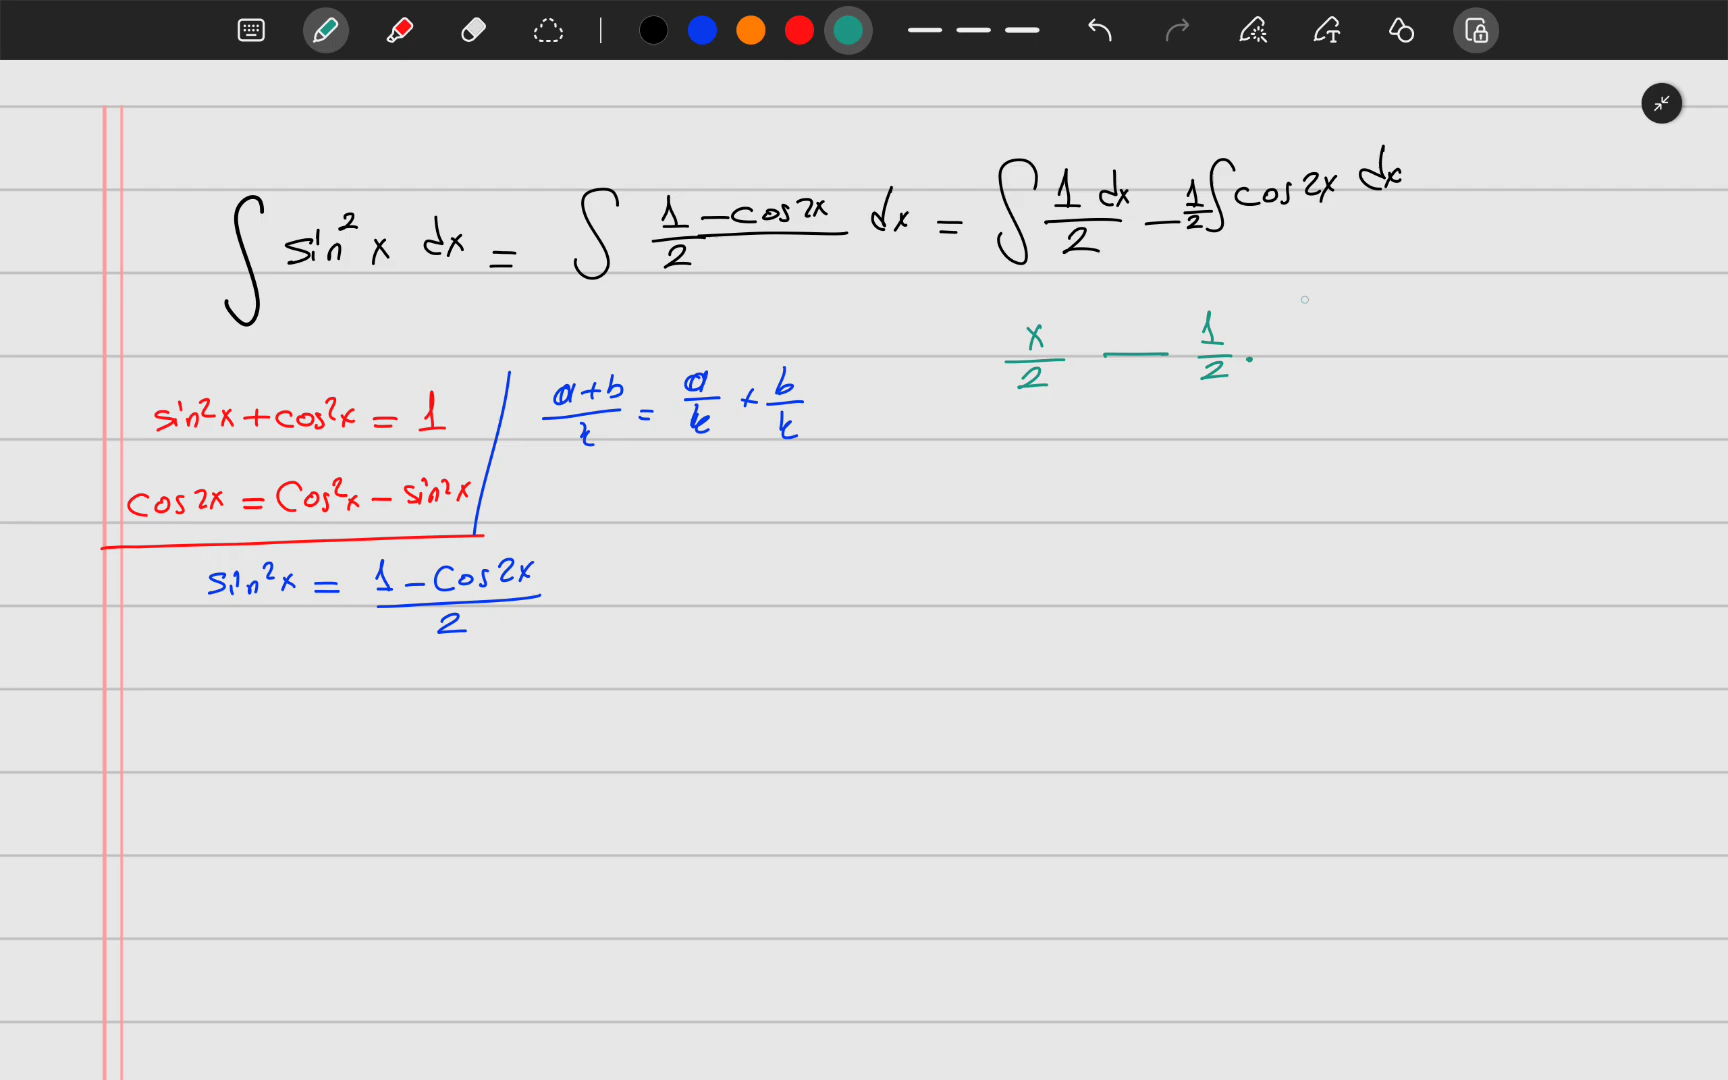 ∫ sin² x dx = ∫ 1 - cos 2x / 2 dx = ∫ 1 dx / 2 - 1/2 ∫ cos 2x dx
x/2 — 1/2 ·
sin²x + cos²x = 1
a+b / k = a/k + b/k
cos 2x = Cos²x - sin²x
sin²x = 1 - Cos 2x / 2